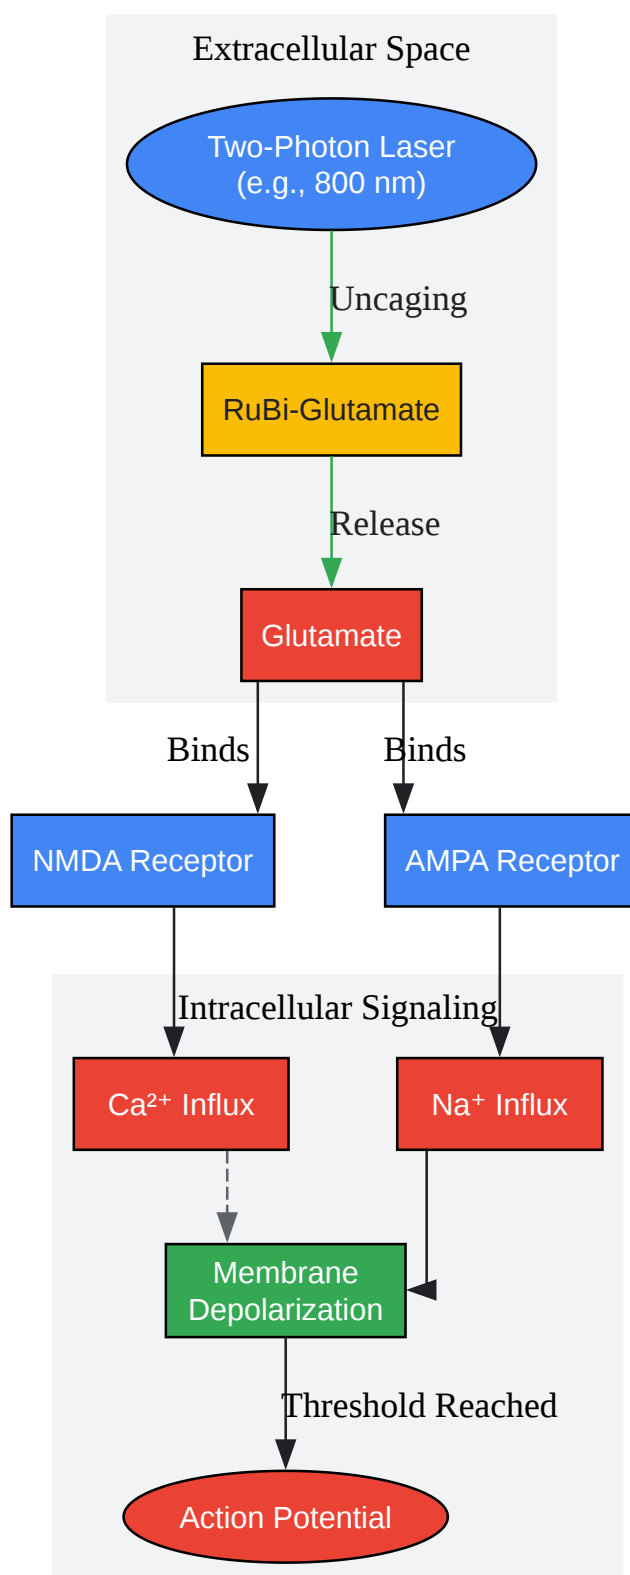 Extracellular Space
Two-Photon Laser
(e.g., 800 nm)
Uncaging
RuBi-Glutamate
Release
Glutamate
Binds
Binds
NMDA Receptor
AMPA Receptor
Intracellular Signaling
Ca²⁺ Influx
Na⁺ Influx
Membrane
Depolarization
Threshold Reached
Action Potential